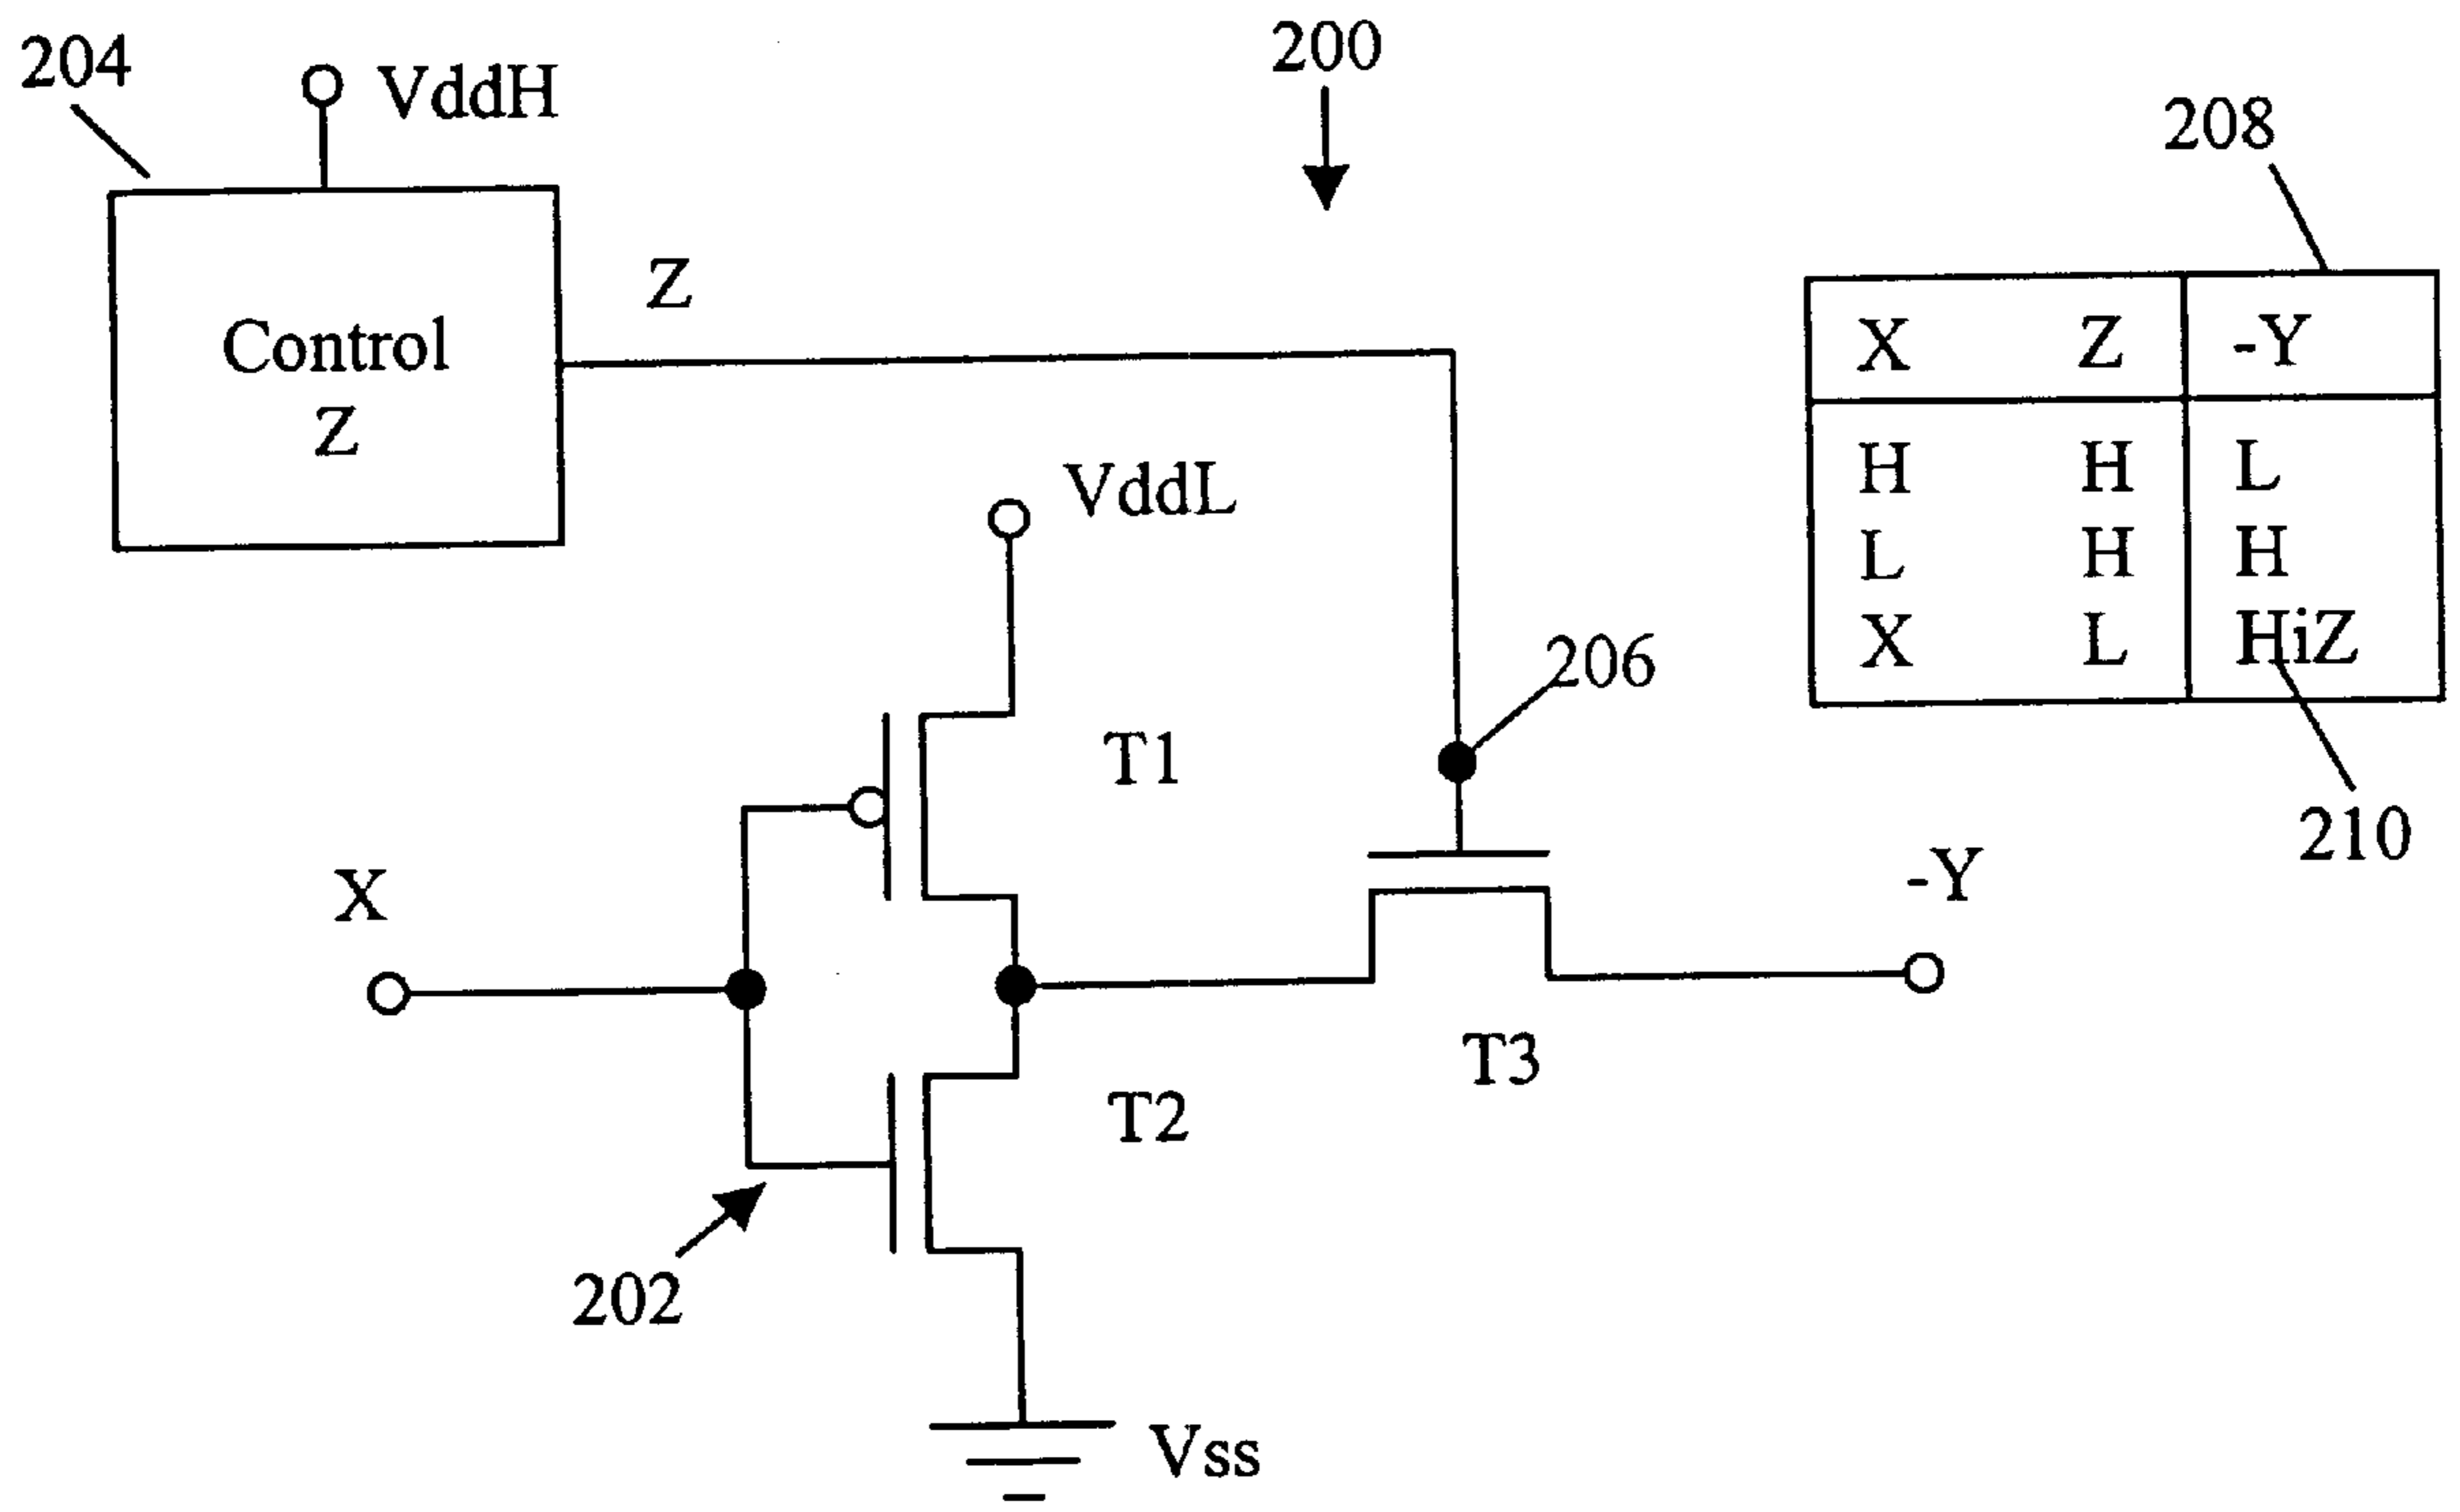 200
204
VddH
208
Z
Control
Z
X Z -Y
H H L
L H H
X L HiZ
VddL
206
T1
210
X
-Y
T3
T2
202
Vss